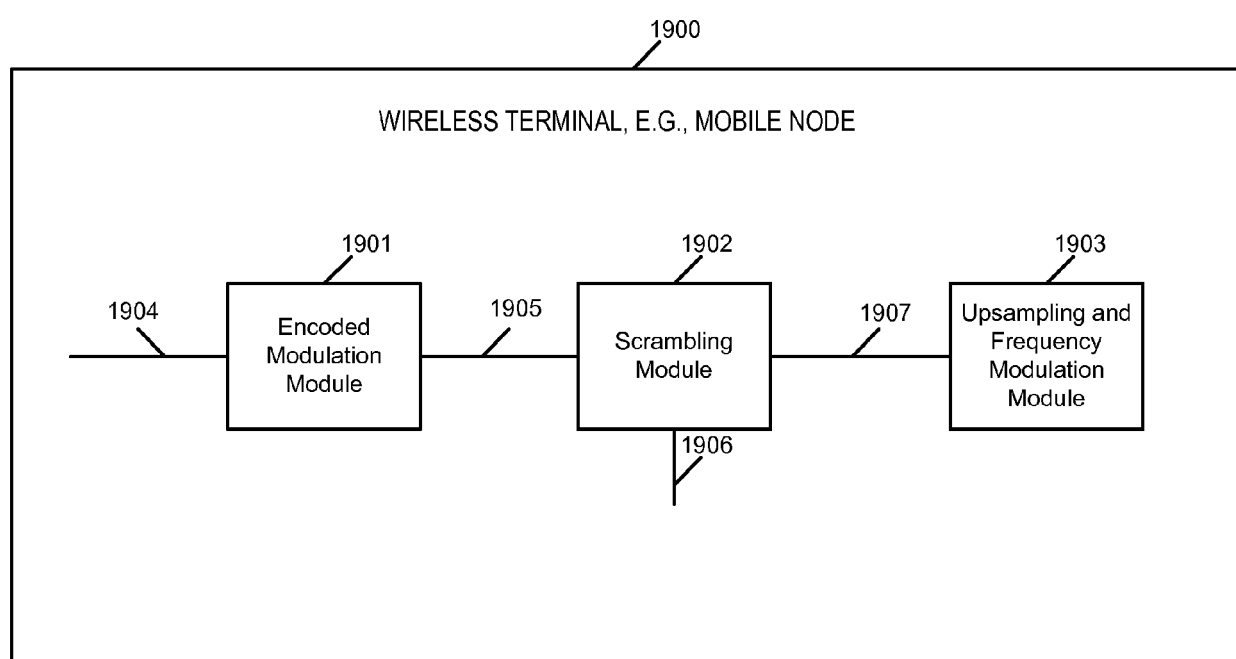 1900
WIRELESS TERMINAL, E.G., MOBILE NODE
1901
1902
1903
1904
1905
1907
Encoded
Modulation
Module
Scrambling
Module
Upsampling and
Frequency
Modulation
Module
1906